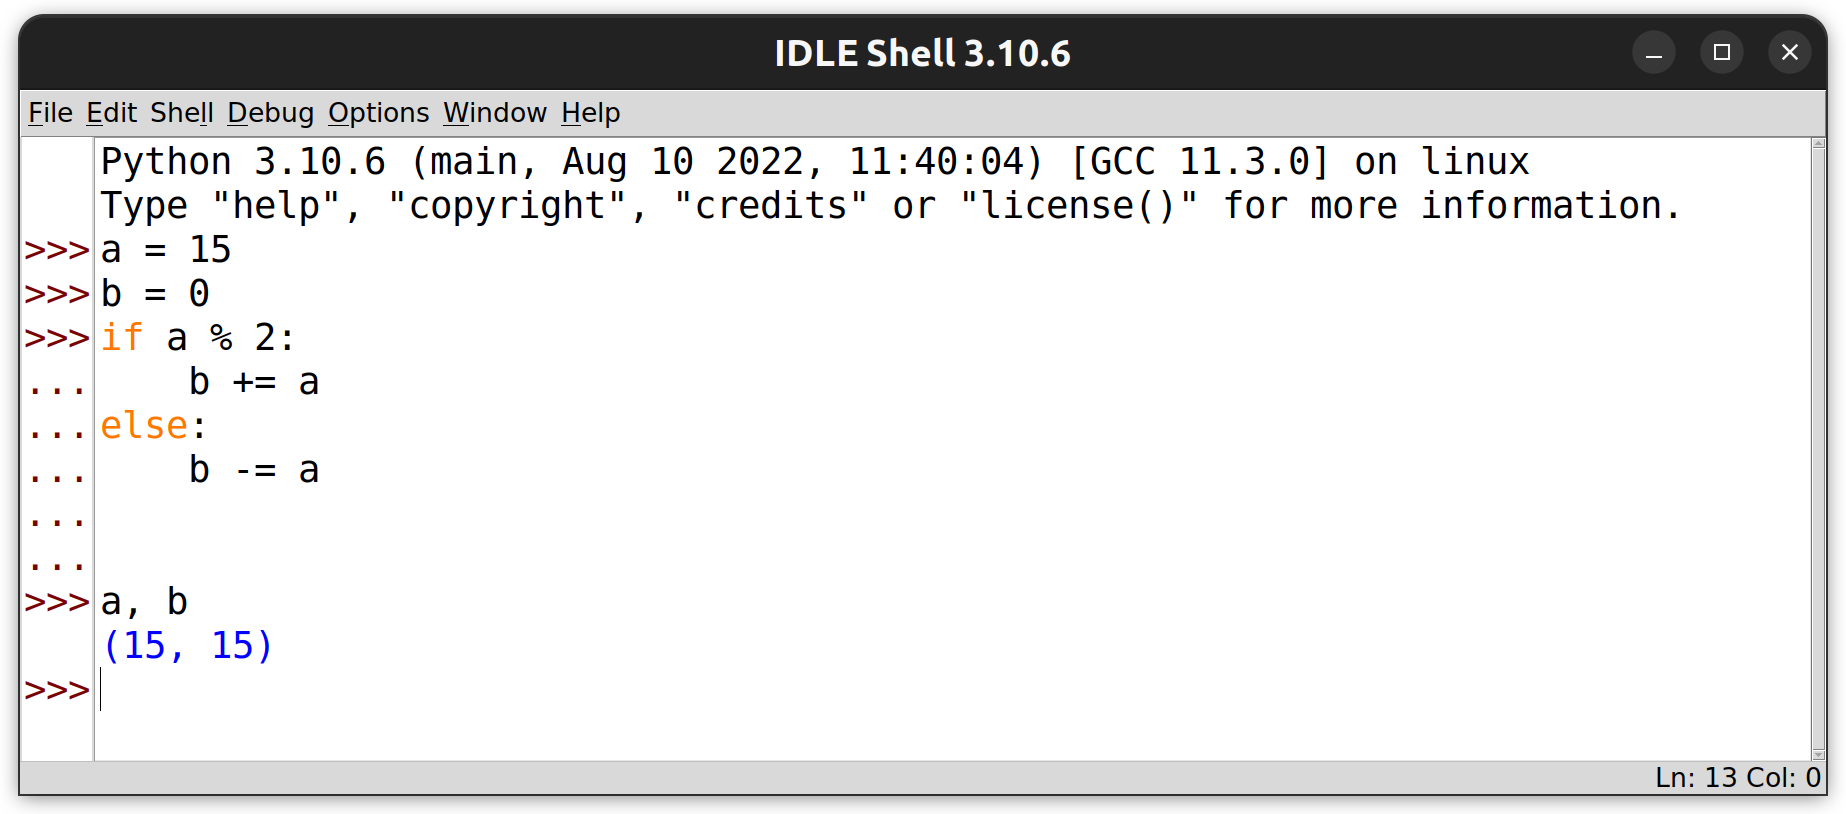 IDLE Shell 3.10.6
File Edit Shell Debug Options Window Help
Python 3.10.6 (main, Aug 10 2022, 11:40:04) [GCC 11.3.0] on linux
Type "help", "copyright", "credits" or "license()" for more information.
>>> a = 15
>>> b = 0
>>> if a % 2:
...     b += a
... else:
...     b -= a
...
...
>>> a, b
(15, 15)
>>>
Ln: 13 Col: 0